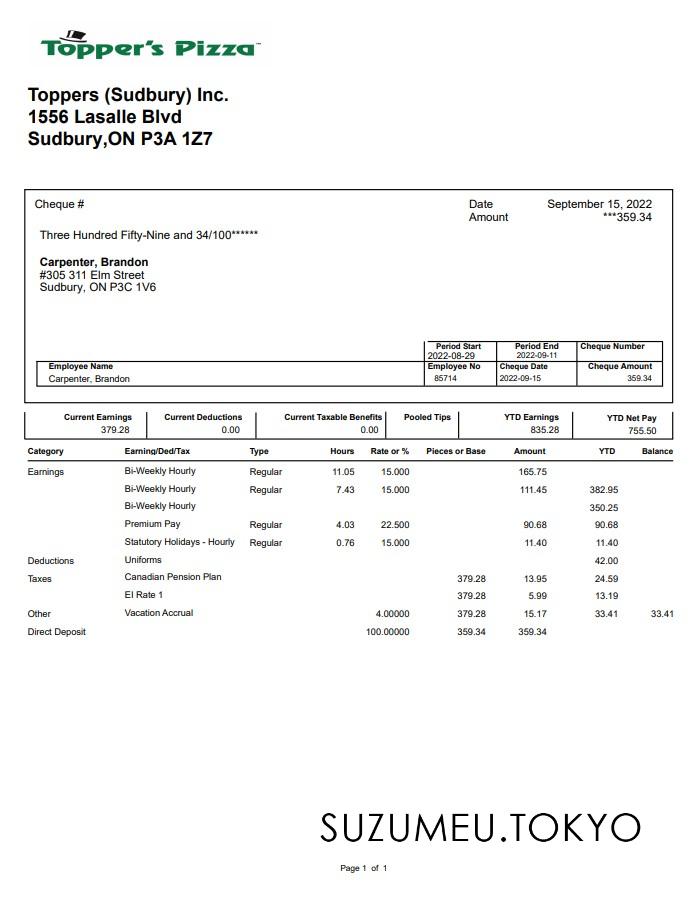 Topper's Pizza™
Toppers (Sudbury) Inc.
1556 Lasalle Blvd
Sudbury,ON P3A 1Z7
Cheque # Date September 15, 2022
Amount ***359.34
Three Hundred Fifty-Nine and 34/100******
Carpenter, Brandon
#305 311 Elm Street
Sudbury, ON P3C 1V6
Period Start Period End Cheque Number
2022-08-29 2022-09-11
Employee Name Employee No Cheque Date Cheque Amount
Carpenter, Brandon 85714 2022-09-15 359.34
Current Earnings Current Deductions Current Taxable Benefits Pooled Tips YTD Earnings YTD Net Pay
379.28 0.00 0.00 835.28 755.50
Category Earning/Ded/Tax Type Hours Rate or % Pieces or Base Amount YTD Balance
Earnings Bi-Weekly Hourly Regular 11.05 15.000 165.75
Bi-Weekly Hourly Regular 7.43 15.000 111.45 382.95
Bi-Weekly Hourly 350.25
Premium Pay Regular 4.03 22.500 90.68 90.68
Statutory Holidays - Hourly Regular 0.76 15.000 11.40 11.40
Deductions Uniforms 42.00
Taxes Canadian Pension Plan 379.28 13.95 24.59
EI Rate 1 379.28 5.99 13.19
Other Vacation Accrual 4.00000 379.28 15.17 33.41 33.41
Direct Deposit 100.00000 359.34 359.34
SUZUMEU.TOKYO
Page 1 of 1